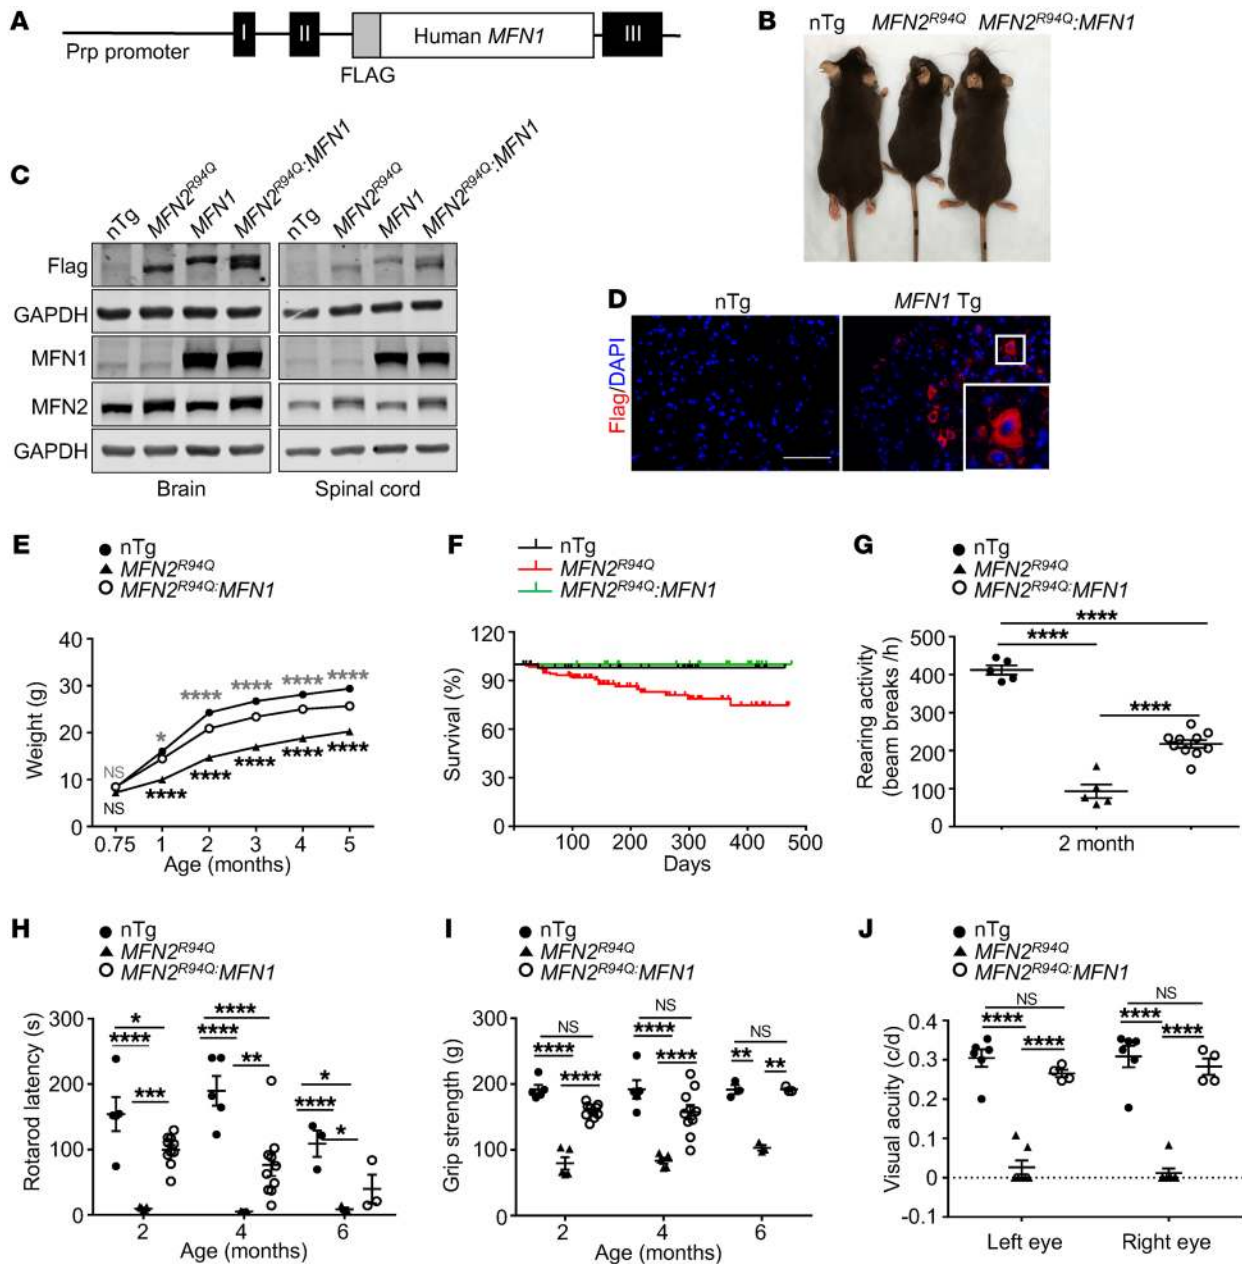 A
Prp promoter
I
II
Human MFN1
III
FLAG
B
nTg MFN2R94Q MFN2R94Q:MFN1
C
nTg MFN2R94Q MFN1 MFN2R94Q:MFN1 nTg MFN2R94Q MFN1 MFN2R94Q:MFN1
Flag
GAPDH
MFN1
MFN2
GAPDH
Brain Spinal cord
D
nTg MFN1 Tg
Flag/DAPI
E
nTg
MFN2R94Q
MFN2R94Q:MFN1
Weight (g)
40
30
20
10
0
NS * **** **** **** ****
NS **** **** **** **** ****
0.75 1 2 3 4 5
Age (months)
F
nTg
MFN2R94Q
MFN2R94Q:MFN1
Survival (%)
120
90
60
30
0
100 200 300 400 500
Days
G
nTg
MFN2R94Q
MFN2R94Q:MFN1
Rearing activity
(beam breaks /h)
500
400
300
200
100
0
****
****
****
2 month
H
nTg
MFN2R94Q
MFN2R94Q:MFN1
Rotarod latency (s)
300
200
100
0
*
****
***
****
****
**
*
****
*
2 4 6
Age (months)
I
nTg
MFN2R94Q
MFN2R94Q:MFN1
Grip strength (g)
300
200
100
0
NS
****
****
NS
****
****
NS
**
**
2 4 6
Age (months)
J
nTg
MFN2R94Q
MFN2R94Q:MFN1
Visual acuity (c/d)
0.4
0.3
0.2
0.1
0
-0.1
NS
****
****
NS
****
****
Left eye Right eye